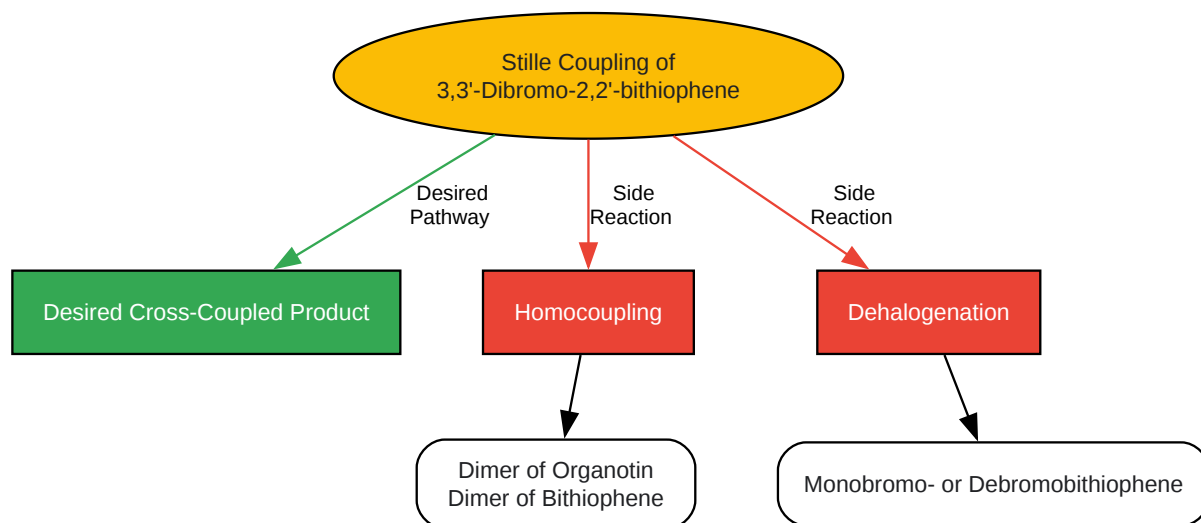 Stille Coupling of
3,3'-Dibromo-2,2'-bithiophene
Desired
Pathway
Side
Reaction
Side
Reaction
Desired Cross-Coupled Product
Homocoupling
Dehalogenation
Dimer of Organotin
Dimer of Bithiophene
Monobromo- or Debromobithiophene